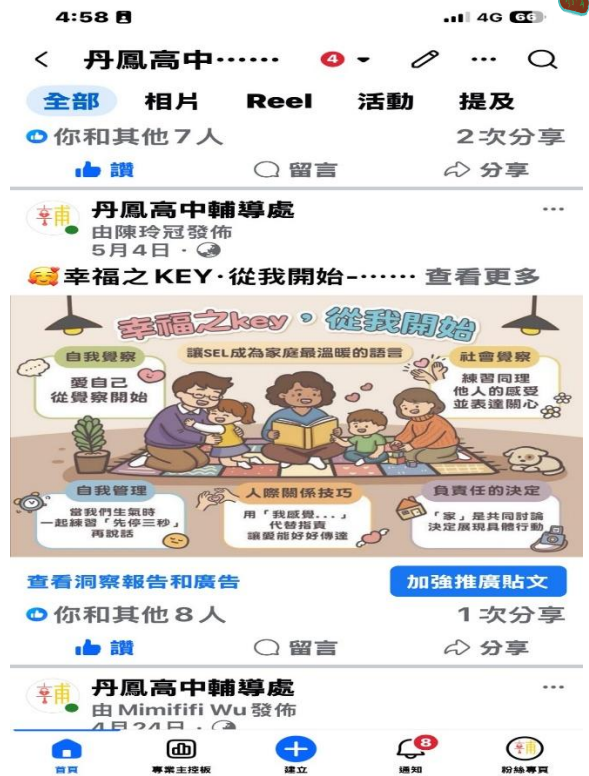 4:58
4G 66
丹鳳高中⋯⋯ 4
全部 相片 Reel 活動 提及
你和其他7人 2次分享
讚 留言 分享
輔 丹鳳高中輔導處
由陳玲冠發佈
5月4日 ·
幸福之KEY·從我開始-⋯⋯ 查看更多
幸福之key，從我開始
讓SEL成為家庭最溫暖的語言
自我覺察
愛自己
從覺察開始
社會覺察
練習同理
他人的感受
並表達關心
自我管理
當我們生氣時
一起練習「先停三秒」
再說話
人際關係技巧
用「我感覺...」
代替指責
讓愛能好好傳達
負責任的決定
「家」是共同討論
決定展現具體行動
查看洞察報告和廣告 加強推廣貼文
你和其他8人 1次分享
讚 留言 分享
輔 丹鳳高中輔導處
由 Mimififi Wu 發佈
4月24日 ·
8
首頁 專業主控板 建立 通知 粉絲專頁